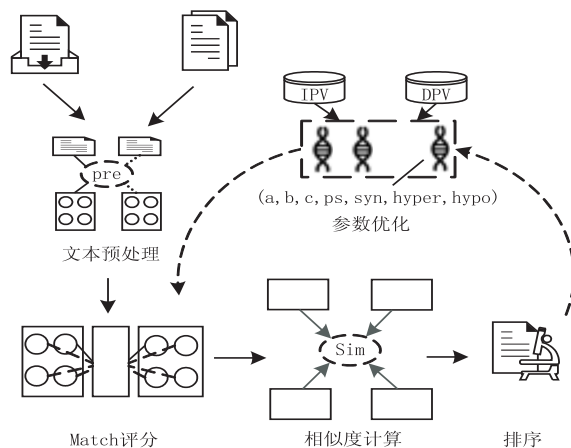 IPV
DPV
pre
(a,b,c,ps,syn,hyper,hypo)
参数优化
文本预处理
Sim
Match评分
相似度计算
排序